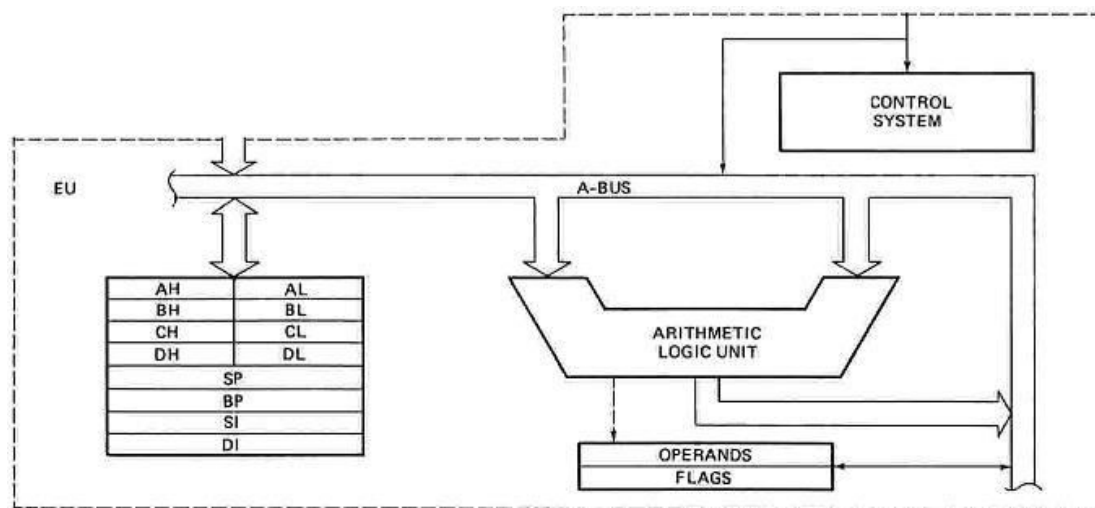 CONTROL
SYSTEM
EU
A-BUS
AH AL
BH BL
CH CL
DH DL
SP
BP
SI
DI
ARITHMETIC
LOGIC UNIT
OPERANDS
FLAGS